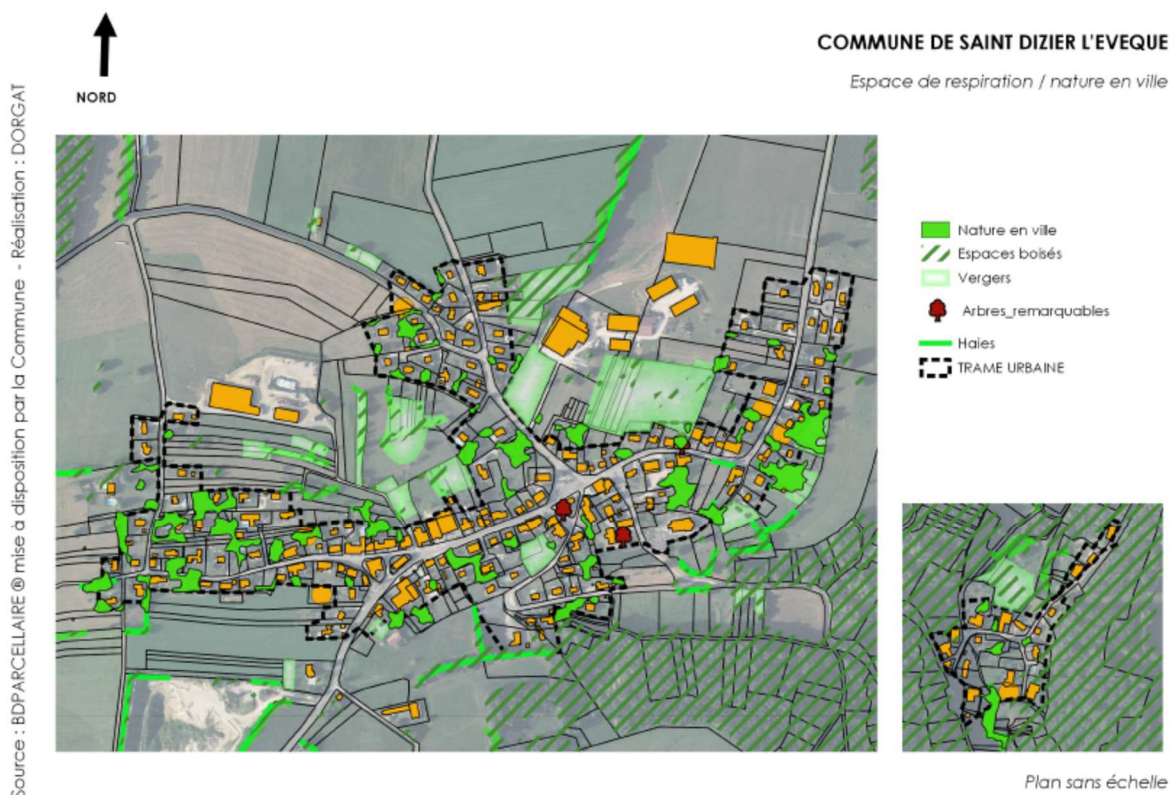 COMMUNE DE SAINT DIZIER L'EVEQUE
Espace de respiration / nature en ville
NORD
Source : BDPARCELLAIRE ® mise à disposition par la Commune - Réalisation : DORGAT
Nature en ville
Espaces boisés
Vergers
Arbres_remarquables
Haies
TRAME URBAINE
Plan sans échelle